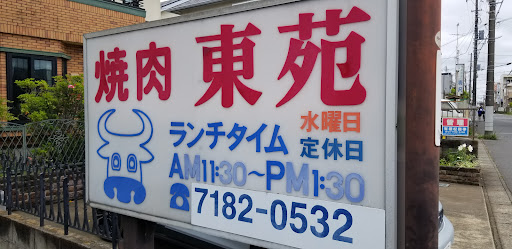 焼肉 東苑
ランチタイム
水曜日
定休日
AM11:30~PM1:30
☎7182-0532